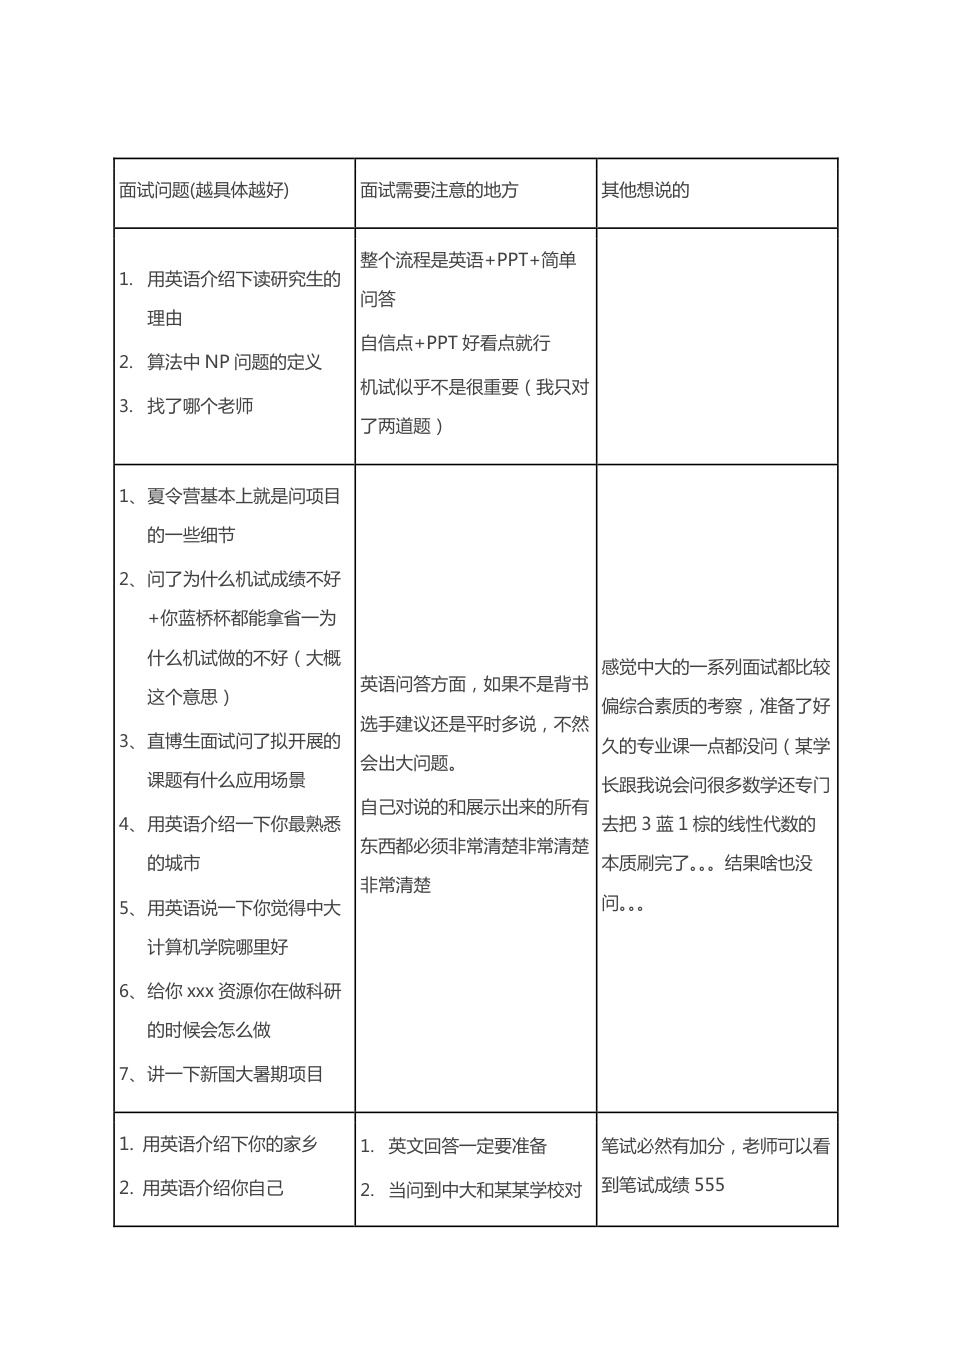 面试问题(越具体越好)
面试需要注意的地方
其他想说的
1. 用英语介绍下读研究生的
理由
2. 算法中 NP 问题的定义
3. 找了哪个老师
整个流程是英语+PPT+简单
问答
自信点+PPT 好看点就行
机试似乎不是很重要（我只对
了两道题）
1、夏令营基本上就是问项目
的一些细节
2、问了为什么机试成绩不好
+你蓝桥杯都能拿省一为
什么机试做的不好（大概
这个意思）
3、直博生面试问了拟开展的
课题有什么应用场景
4、用英语介绍一下你最熟悉
的城市
5、用英语说一下你觉得中大
计算机学院哪里好
6、给你 xxx 资源你在做科研
的时候会怎么做
7、讲一下新国大暑期项目
英语问答方面，如果不是背书
选手建议还是平时多说，不然
会出大问题。
自己对说的和展示出来的所有
东西都必须非常清楚非常清楚
非常清楚
感觉中大的一系列面试都比较
偏综合素质的考察，准备了好
久的专业课一点都没问（某学
长跟我说会问很多数学还专门
去把 3 蓝 1 棕的线性代数的
本质刷完了。。。结果啥也没
问。。。
1. 用英语介绍下你的家乡
2. 用英语介绍你自己
1. 英文回答一定要准备
2. 当问到中大和某某学校对
笔试必然有加分，老师可以看
到笔试成绩 555